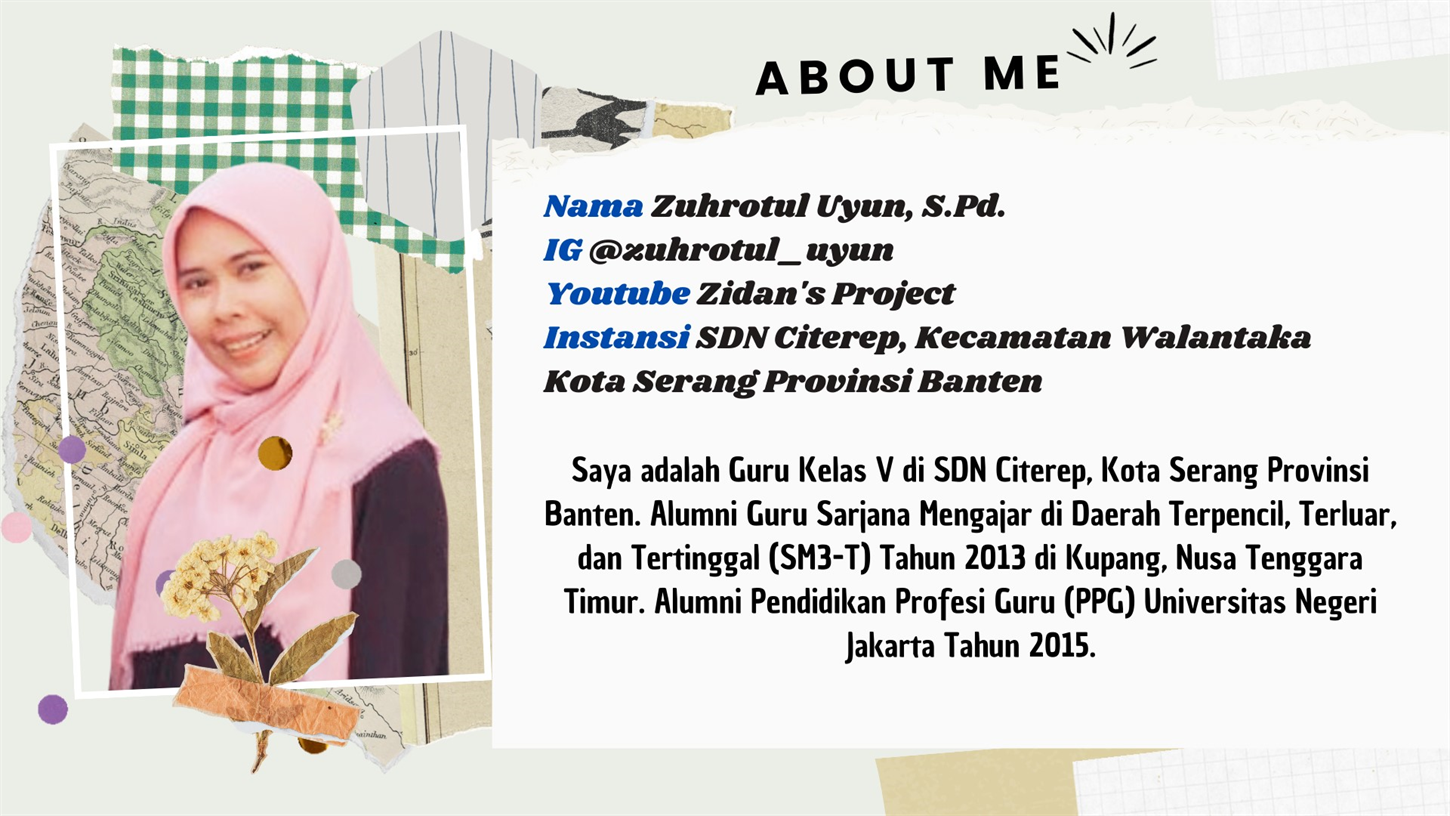 ABOUT ME
Nama Zuhrotul Uyun, S.Pd.
IG @zuhrotul_uyun
Youtube Zidan's Project
Instansi SDN Citerep, Kecamatan Walantaka
Kota Serang Provinsi Banten
Saya adalah Guru Kelas V di SDN Citerep, Kota Serang Provinsi
Banten. Alumni Guru Sarjana Mengajar di Daerah Terpencil, Terluar,
dan Tertinggal (SM3-T) Tahun 2013 di Kupang, Nusa Tenggara
Timur. Alumni Pendidikan Profesi Guru (PPG) Universitas Negeri
Jakarta Tahun 2015.